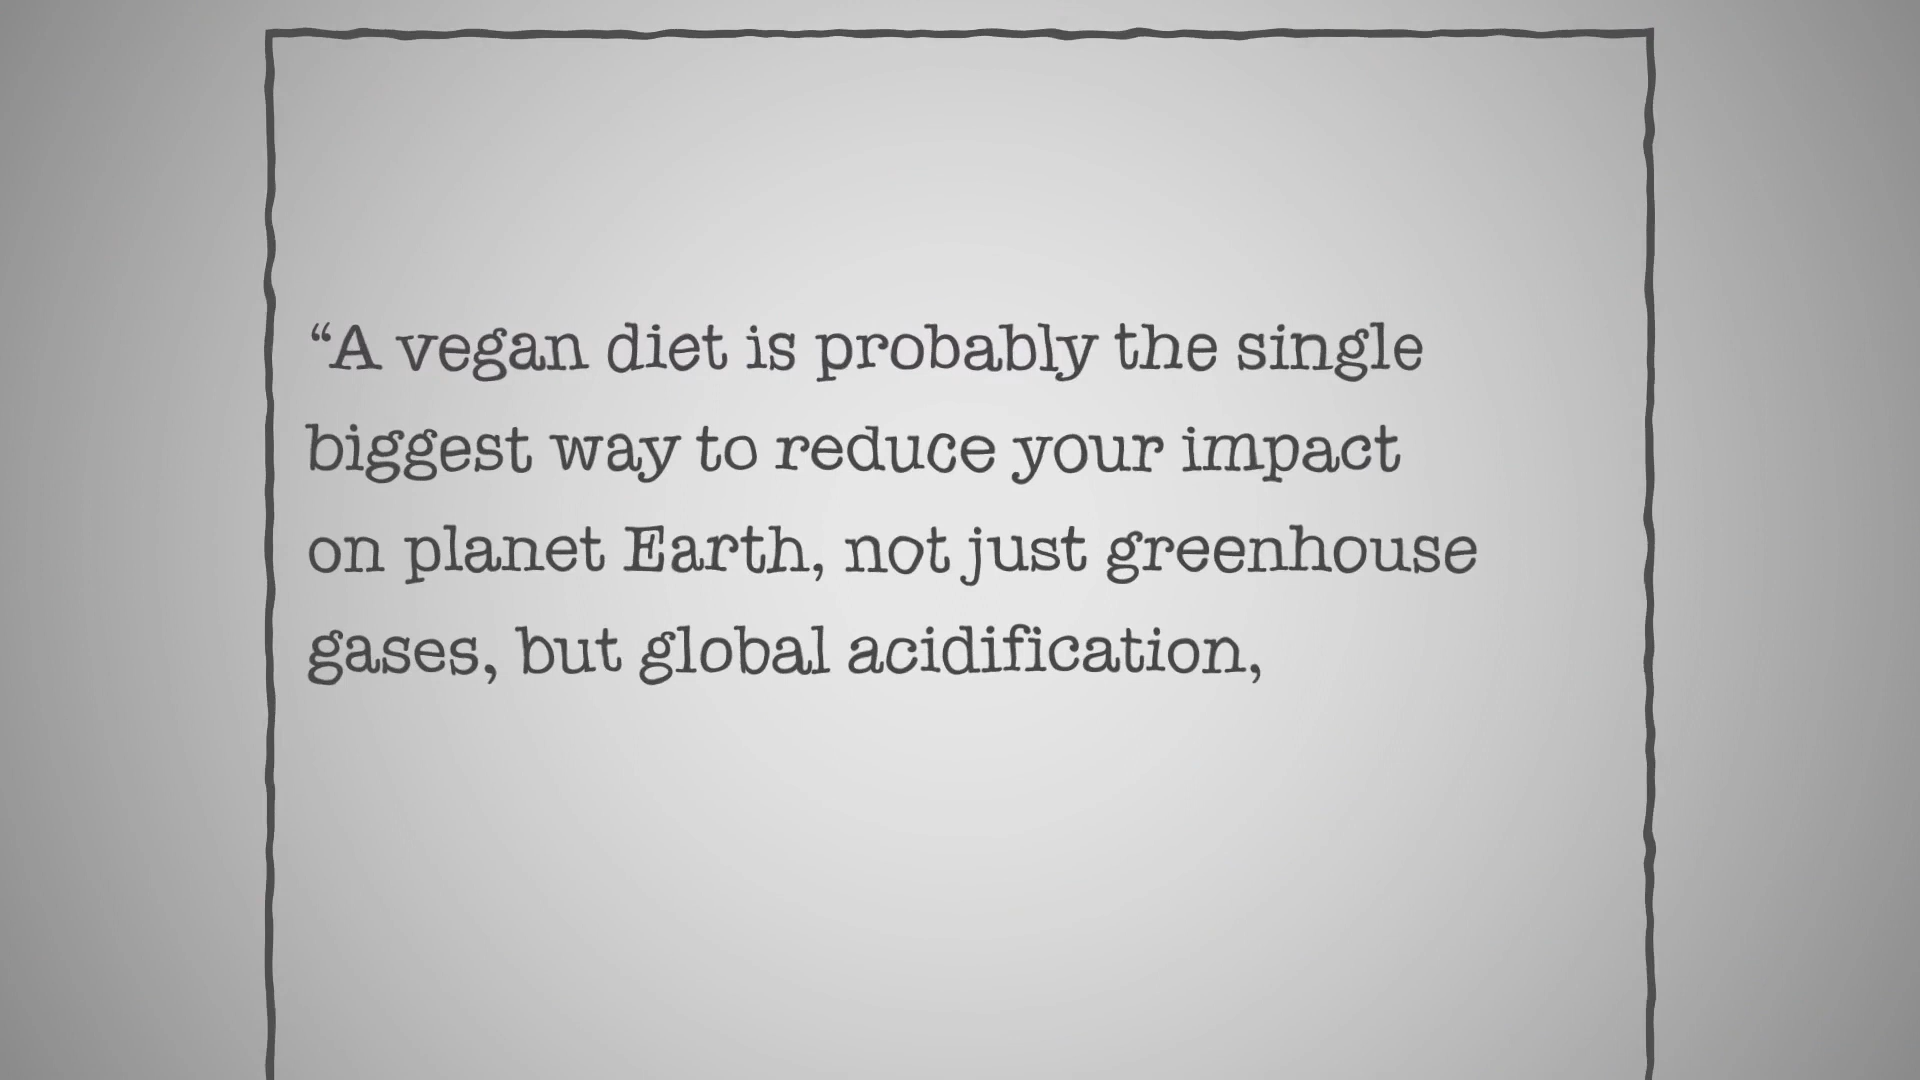 “A vegan diet is probably the single
biggest way to reduce your impact
on planet Earth, not just greenhouse
gases, but global acidification,